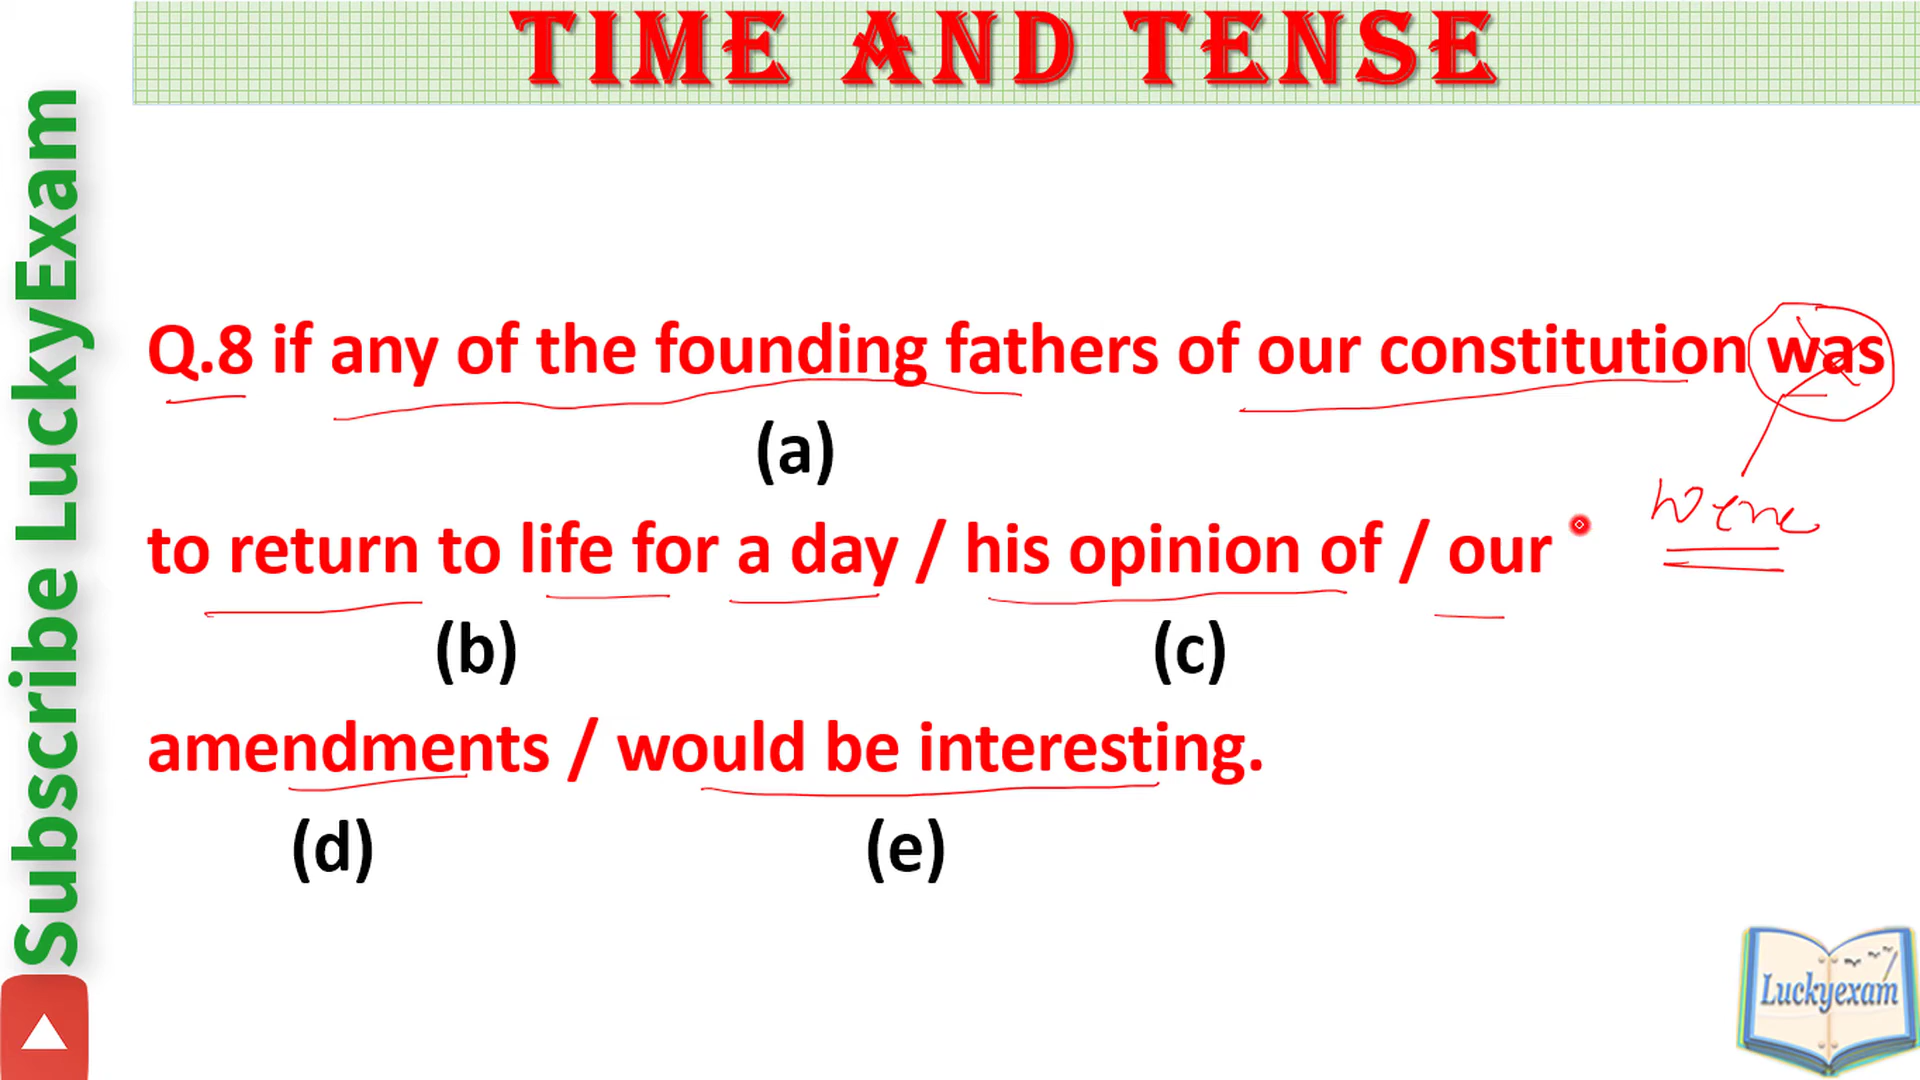 TIME AND TENSE
Subscribe LuckyExam
Q.8 if any of the founding fathers of our constitution was
(a)
were
to return to life for a day / his opinion of / our
(b) (c)
amendments / would be interesting.
(d) (e)
Luckyexam